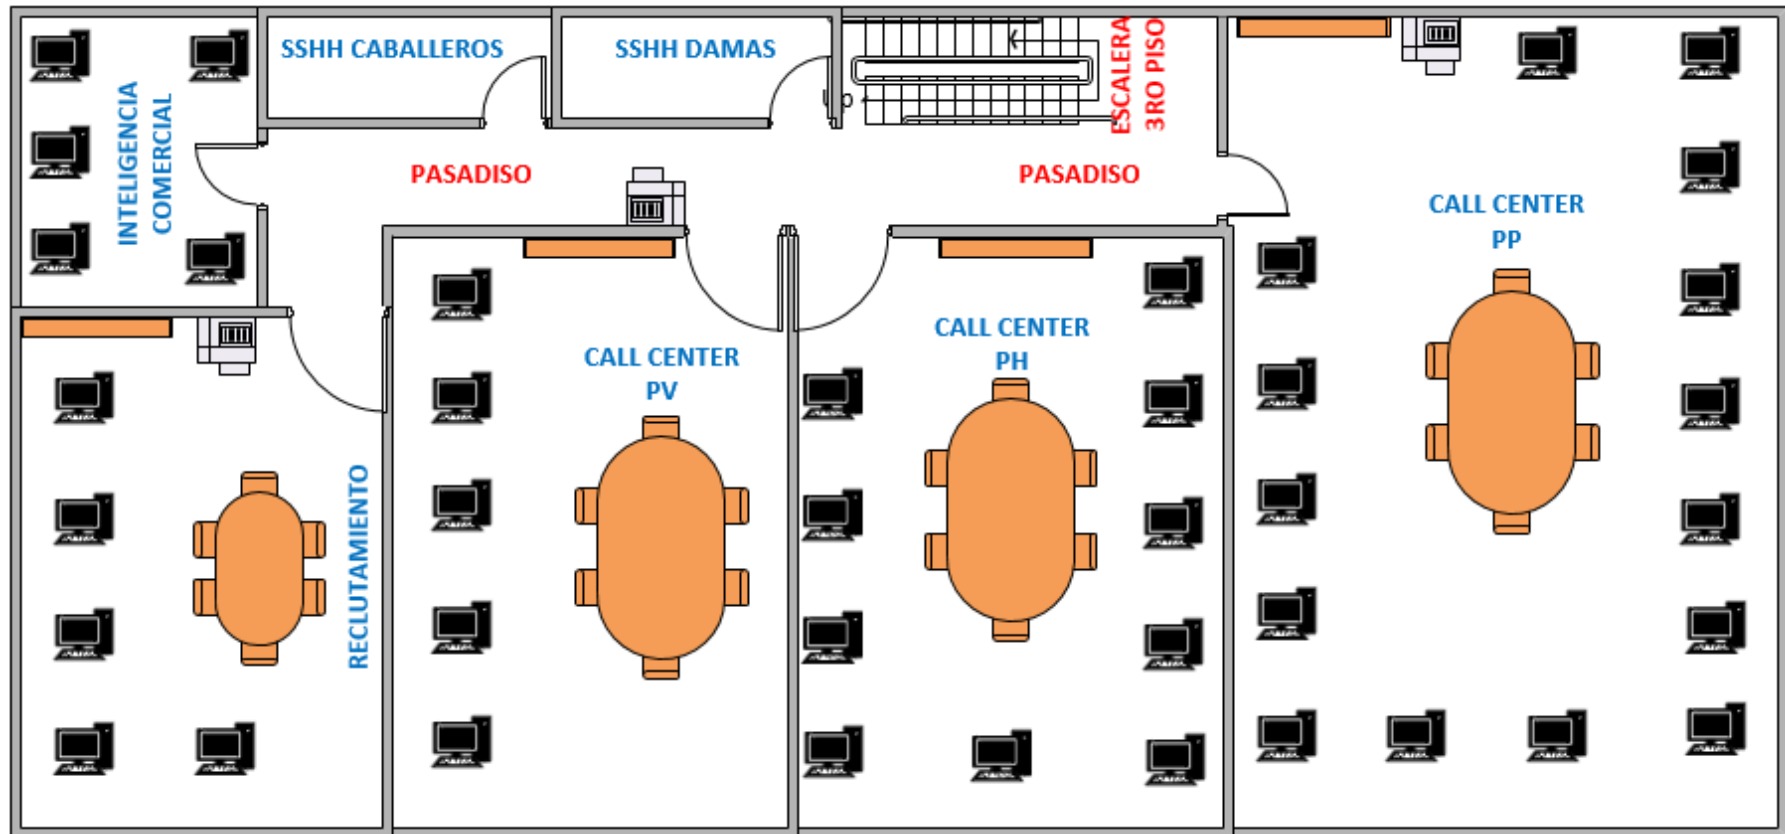 SSHH CABALLEROS
SSHH DAMAS
ESCALERA
3RO PISO
INTELIGENCIA
COMERCIAL
PASADISO
PASADISO
CALL CENTER
PP
CALL CENTER
PV
CALL CENTER
PH
RECLUTAMIENTO